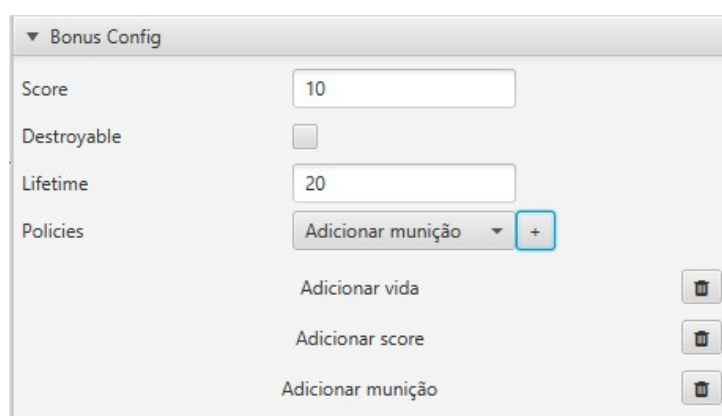 Bonus Config
Score 10
Destroyable
Lifetime 20
Policies Adicionar munição +
Adicionar vida
Adicionar score
Adicionar munição